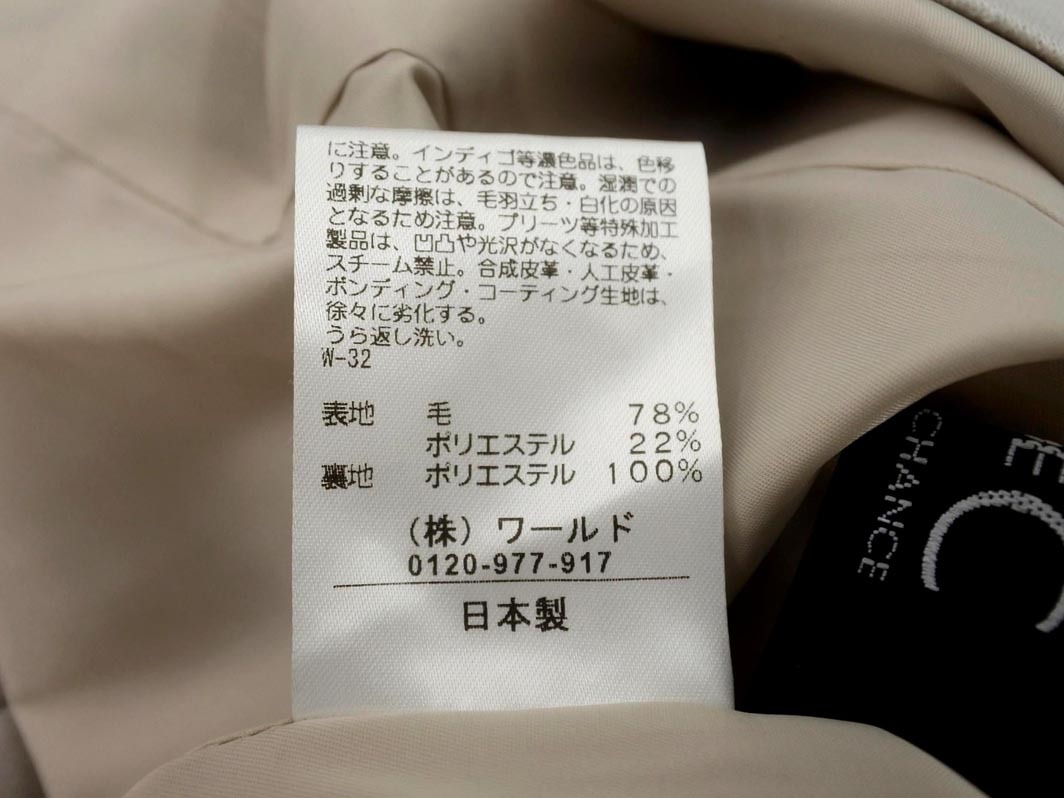 に注意。インディゴ等濃色品は、色移
りすることがあるので注意。湿潤での
過剰な摩擦は、毛羽立ち・白化の原因
となるため注意。プリーツ等特殊加工
製品は、凹凸や光沢がなくなるため、
スチーム禁止。合成皮革・人工皮革・
ボンディング・コーティング生地は、
徐々に劣化する。
うら返し洗い。
W-32
表地 毛 78%
ポリエステル 22%
裏地 ポリエステル 100%
(株) ワールド
0120-977-917
日本製
CHANCE